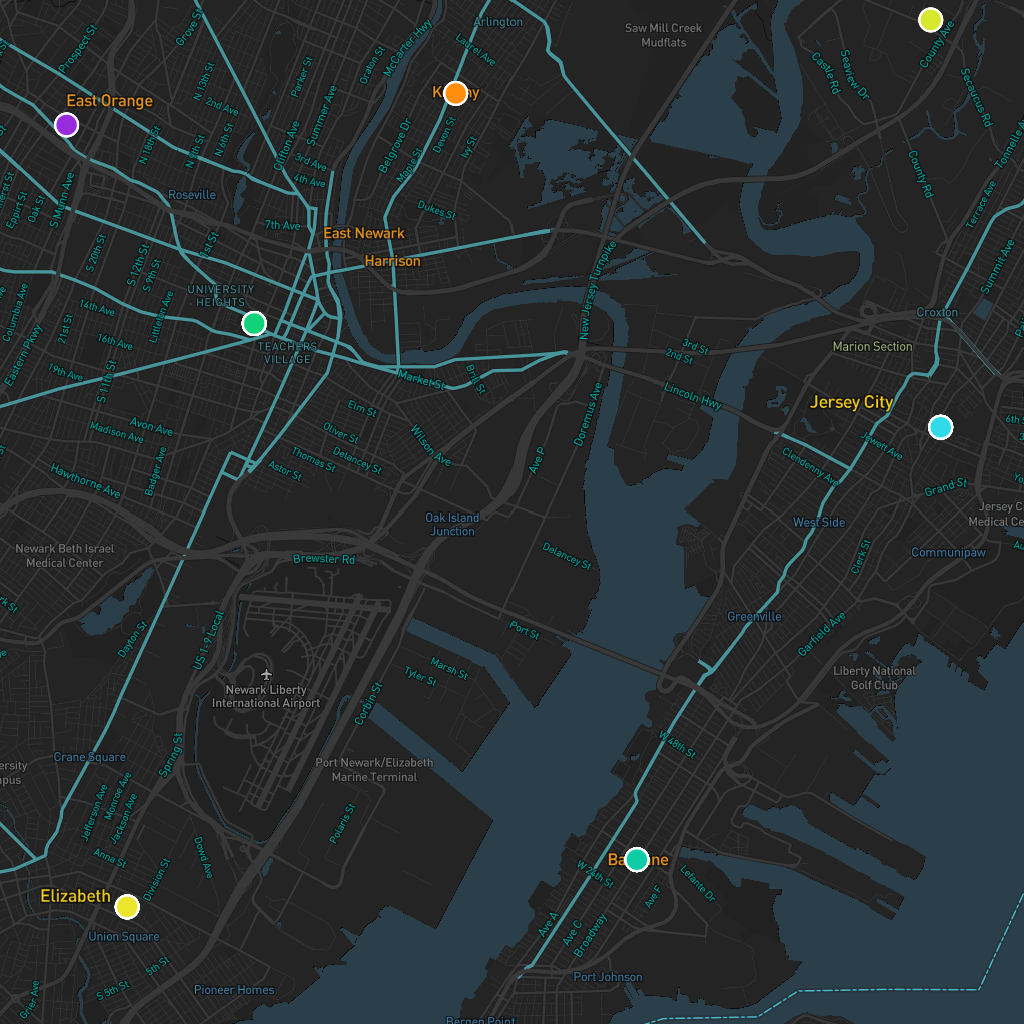 Arlington
Saw Mill Creek
Mudflats
Prospect St
Grove St
McCarter Hwy
Laurel Ave
County Ave
Castle Rd
Seaview Dr
Secaucus Rd
Oraton St
Parker St
N 13th St
2nd Ave
Summer Ave
East Orange
Devon St
Ivy St
Belgrove Dr
Maple St
Clifton Ave
N 6th St
N 9th St
N 18th St
3rd Ave
4th Ave
Tonnelle Ave
County Rd
Terrace Ave
Roseville
S Munn Ave
Oak St
Eppirt St
Dukes St
7th Ave
East Newark
1st St
Harrison
S 20th St
S 12th St
S 9th St
New Jersey Turnpike
Summit Ave
UNIVERSITY
HEIGHTS
14th Ave
Littleton Ave
Columbia Ave
21st St
16th Ave
Croxton
TEACHERS
VILLAGE
Eastern Pkwy
3rd St
2nd St
Marion Section
19th Ave
S 11th St
Market St
Brill St
Lincoln Hwy
Jersey City
Elm St
Doremus Ave
Avon Ave
Madison Ave
Oliver St
Wilson Ave
Jewett Ave
Thomas St
Delancey St
Ave P
Clendenny Ave
Badger Ave
Astor St
Hawthorne Ave
Grand St
Oak Island
Junction
West Side
Medical Cent
Newark Beth Israel
Medical Center
Brewster Rd
Delancey St
Clerk St
Communipaw
Greenville
Port St
Garfield Ave
Dayton St
US 1-9 Local
Marsh St
Tyler St
Liberty National
Golf Club
Newark Liberty
International Airport
Corbin St
W 48th St
Crane Square
Spring St
Port Newark/Elizabeth
Marine Terminal
Jefferson Ave
Monroe Ave
Jackson Ave
Polaris St
Anna St
Dowd Ave
Division St
W 24th St
Lefante Dr
Ave F
Elizabeth
Union Square
Ave A
Ave C
Broadway
5th St
S 5th St
Port Johnson
Pioneer Homes
Grier Ave
Bergen Point